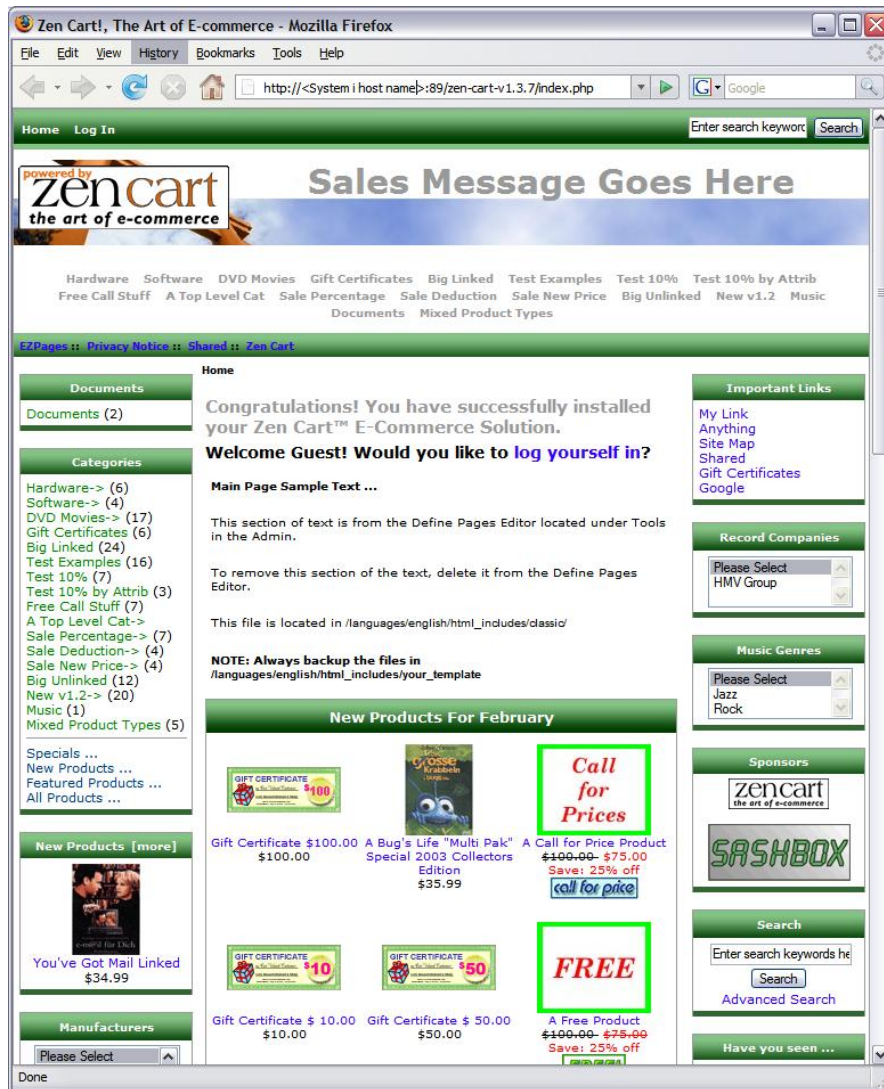 Zen Cart!, The Art of E-commerce - Mozilla Firefox
File Edit View History Bookmarks Tools Help
http://<System i host name>:89/zen-cart-v1.3.7/index.php
G Google
Home Log In
Enter search keyword Search
powered by
zen cart
the art of e-commerce
Sales Message Goes Here
Hardware Software DVD Movies Gift Certificates Big Linked Test Examples Test 10% Test 10% by Attrib
Free Call Stuff A Top Level Cat Sale Percentage Sale Deduction Sale New Price Big Unlinked New v1.2 Music
Documents Mixed Product Types
EZPages :: Privacy Notice :: Shared :: Zen Cart
Documents
Documents (2)
Categories
Hardware-> (6)
Software-> (4)
DVD Movies-> (17)
Gift Certificates (6)
Big Linked (24)
Test Examples (16)
Test 10% (7)
Test 10% by Attrib (3)
Free Call Stuff (7)
A Top Level Cat->
Sale Percentage-> (7)
Sale Deduction-> (4)
Sale New Price-> (4)
Big Unlinked (12)
New v1.2-> (20)
Music (1)
Mixed Product Types (5)
Specials ...
New Products ...
Featured Products ...
All Products ...
New Products [more]
e-m@il für Dich
You've Got Mail Linked
$34.99
Manufacturers
Please Select
Home
Congratulations! You have successfully installed
your Zen Cart™ E-Commerce Solution.
Welcome Guest! Would you like to log yourself in?
Main Page Sample Text ...
This section of text is from the Define Pages Editor located under Tools
in the Admin.
To remove this section of the text, delete it from the Define Pages
Editor.
This file is located in /languages/english/html_includes/classic/
NOTE: Always backup the files in
/languages/english/html_includes/your_template
New Products For February
GIFT CERTIFICATE $100
Grosse
Krabbeln
Call
for
Prices
Gift Certificate $100.00
$100.00
A Bug's Life "Multi Pak"
Special 2003 Collectors
Edition
$35.99
A Call for Price Product
$100.00 $75.00
Save: 25% off
call for price
GIFT CERTIFICATE $10
GIFT CERTIFICATE $50
FREE
Gift Certificate $ 10.00
$10.00
Gift Certificate $ 50.00
$50.00
A Free Product
$100.00 $75.00
Save: 25% off
FREE!
Important Links
My Link
Anything
Site Map
Shared
Gift Certificates
Google
Record Companies
Please Select
HMV Group
Music Genres
Please Select
Jazz
Rock
Sponsors
zen cart
the art of e-commerce
SASHBOX
Search
Enter search keywords he
Search
Advanced Search
Have you seen ...
Done